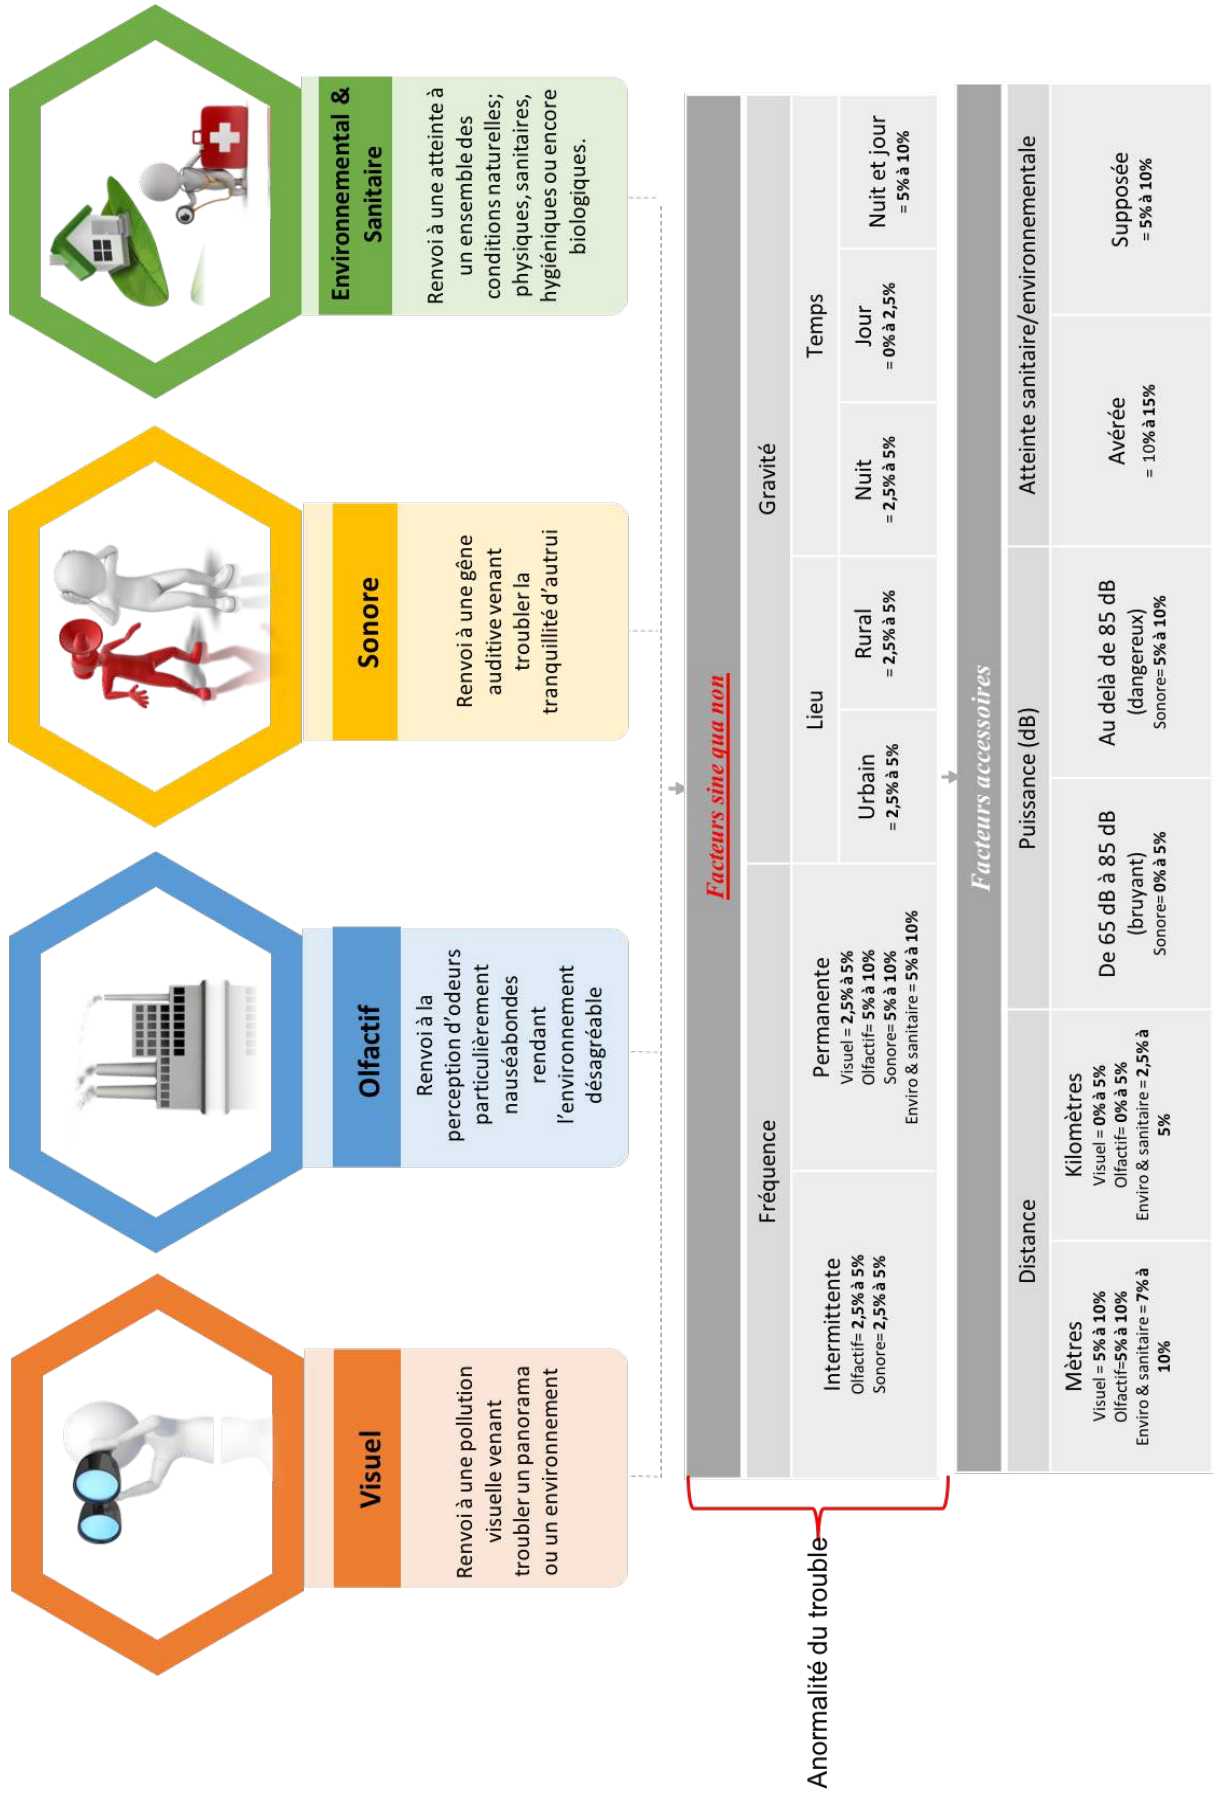 Visuel
Renvoi à une pollution
visuelle venant
troubler un panorama
ou un environnement
Olfactif
Renvoi à la
perception d'odeurs
particulièrement
nauséabondes
rendant
l'environnement
désagréable
Sonore
Renvoi à une gêne
auditive venant
troubler la
tranquillité d'autrui
Environnemental &
Sanitaire
Renvoi à une atteinte à
un ensemble des
conditions naturelles;
physiques, sanitaires,
hygiéniques ou encore
biologiques.
Anormalité du trouble
Facteurs sine qua non
Fréquence
Gravité
Intermittente
Olfactif= 2,5% à 5%
Sonore= 2,5% à 5%
Permanente
Visuel = 2,5% à 5%
Olfactif= 5% à 10%
Sonore= 5% à 10%
Enviro & sanitaire = 5% à 10%
Lieu
Temps
Urbain
= 2,5% à 5%
Rural
= 2,5% à 5%
Nuit
= 2,5% à 5%
Jour
= 0% à 2,5%
Nuit et jour
= 5% à 10%
Facteurs accessoires
Distance
Puissance (dB)
Atteinte sanitaire/environnementale
Mètres
Visuel = 5% à 10%
Olfactif=5% à 10%
Enviro & sanitaire = 7% à
10%
Kilomètres
Visuel = 0% à 5%
Olfactif= 0% à 5%
Enviro & sanitaire = 2,5% à
5%
De 65 dB à 85 dB
(bruyant)
Sonore= 0% à 5%
Au delà de 85 dB
(dangereux)
Sonore= 5% à 10%
Avérée
= 10% à 15%
Supposée
= 5% à 10%